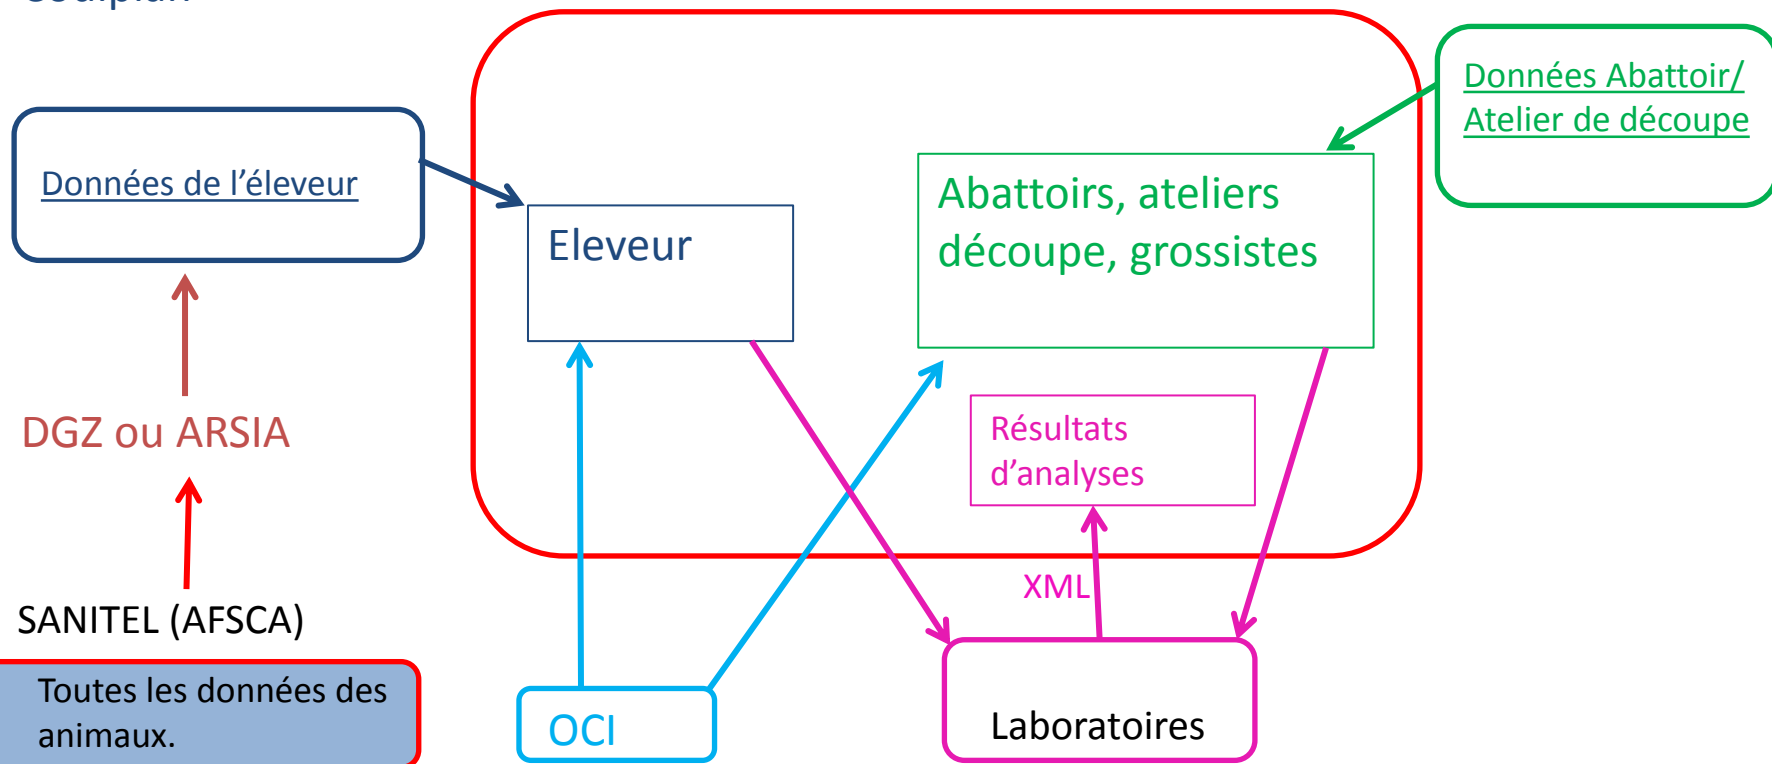 Données Abattoir/
Atelier de découpe
Données de l’éleveur
Abattoirs, ateliers
découpe, grossistes
Eleveur
Résultats
d’analyses
DGZ ou ARSIA
XML
SANITEL (AFSCA)
Toutes les données des
animaux.
OCI
Laboratoires